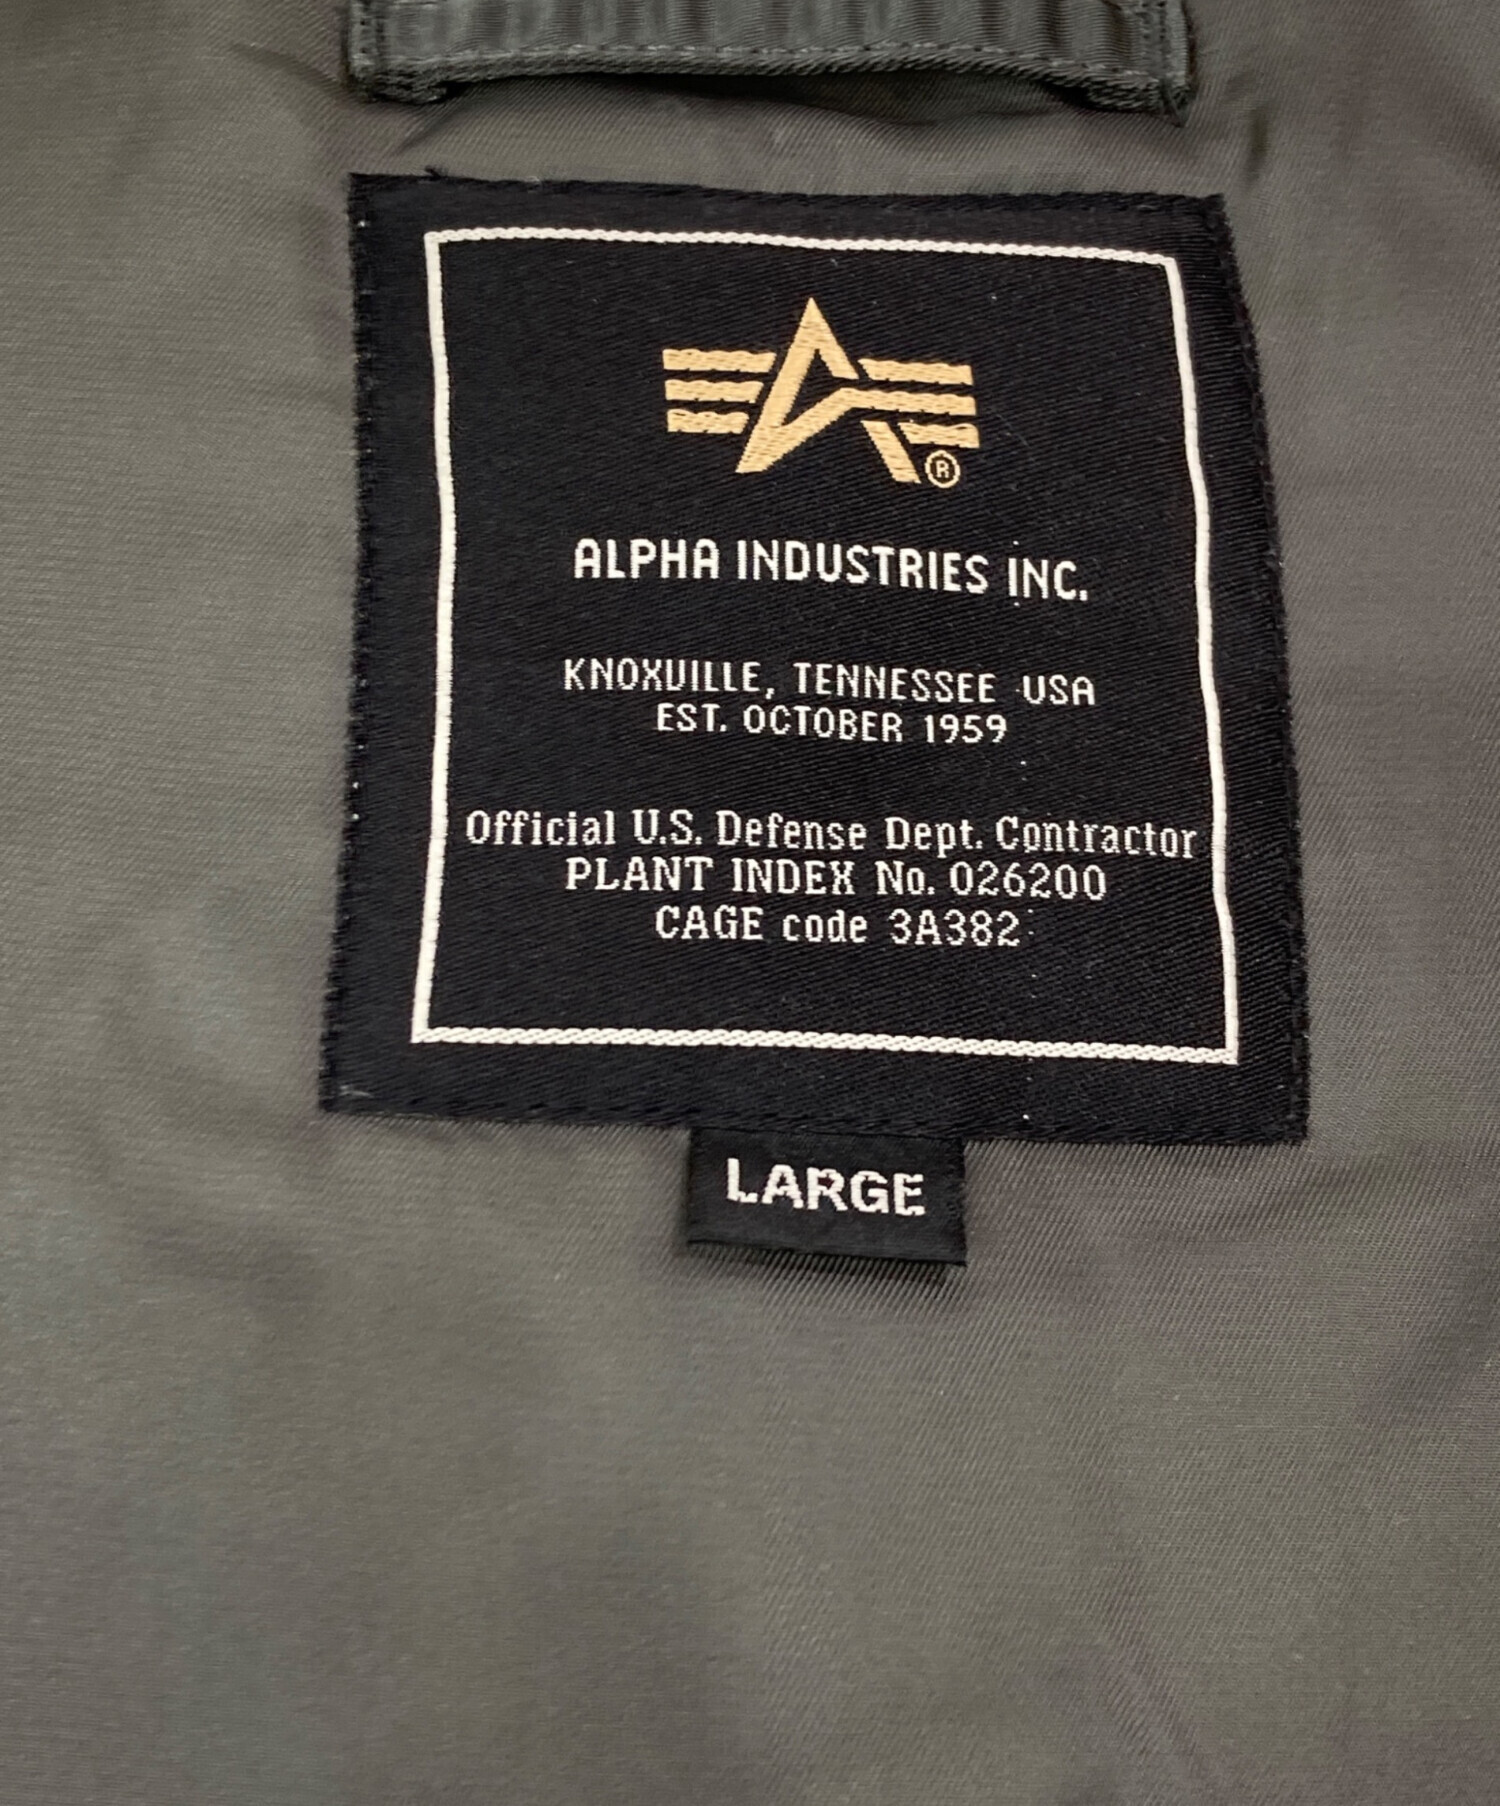 ®
ALPHA INDUSTRIES INC.
KNOXVILLE, TENNESSEE USA
EST. OCTOBER 1959
Official U.S. Defense Dept. Contractor
PLANT INDEX No. 026200
CAGE code 3A382
LARGE